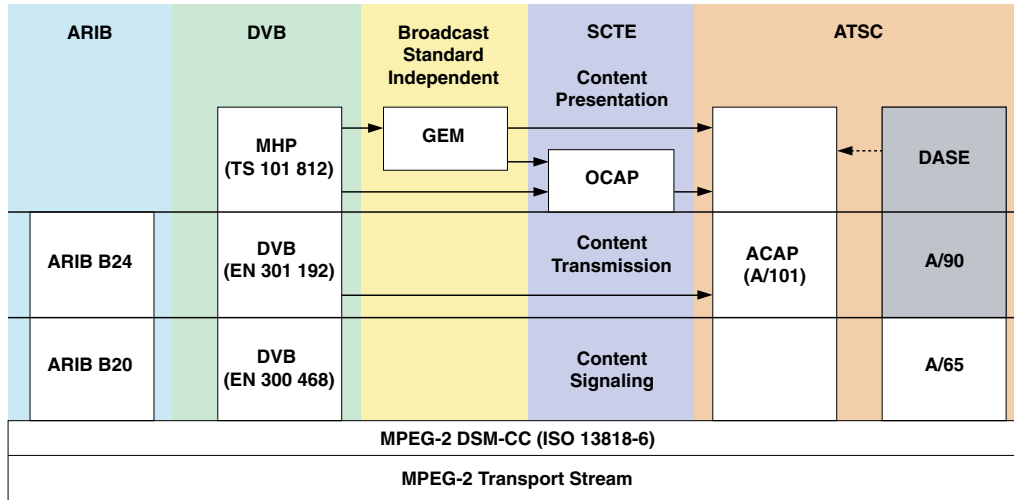 ARIB
DVB
Broadcast
Standard
Independent
SCTE
ATSC
Content
Presentation
MHP
(TS 101 812)
GEM
OCAP
DASE
ARIB B24
DVB
(EN 301 192)
Content
Transmission
ACAP
(A/101)
A/90
ARIB B20
DVB
(EN 300 468)
Content
Signaling
A/65
MPEG-2 DSM-CC (ISO 13818-6)
MPEG-2 Transport Stream